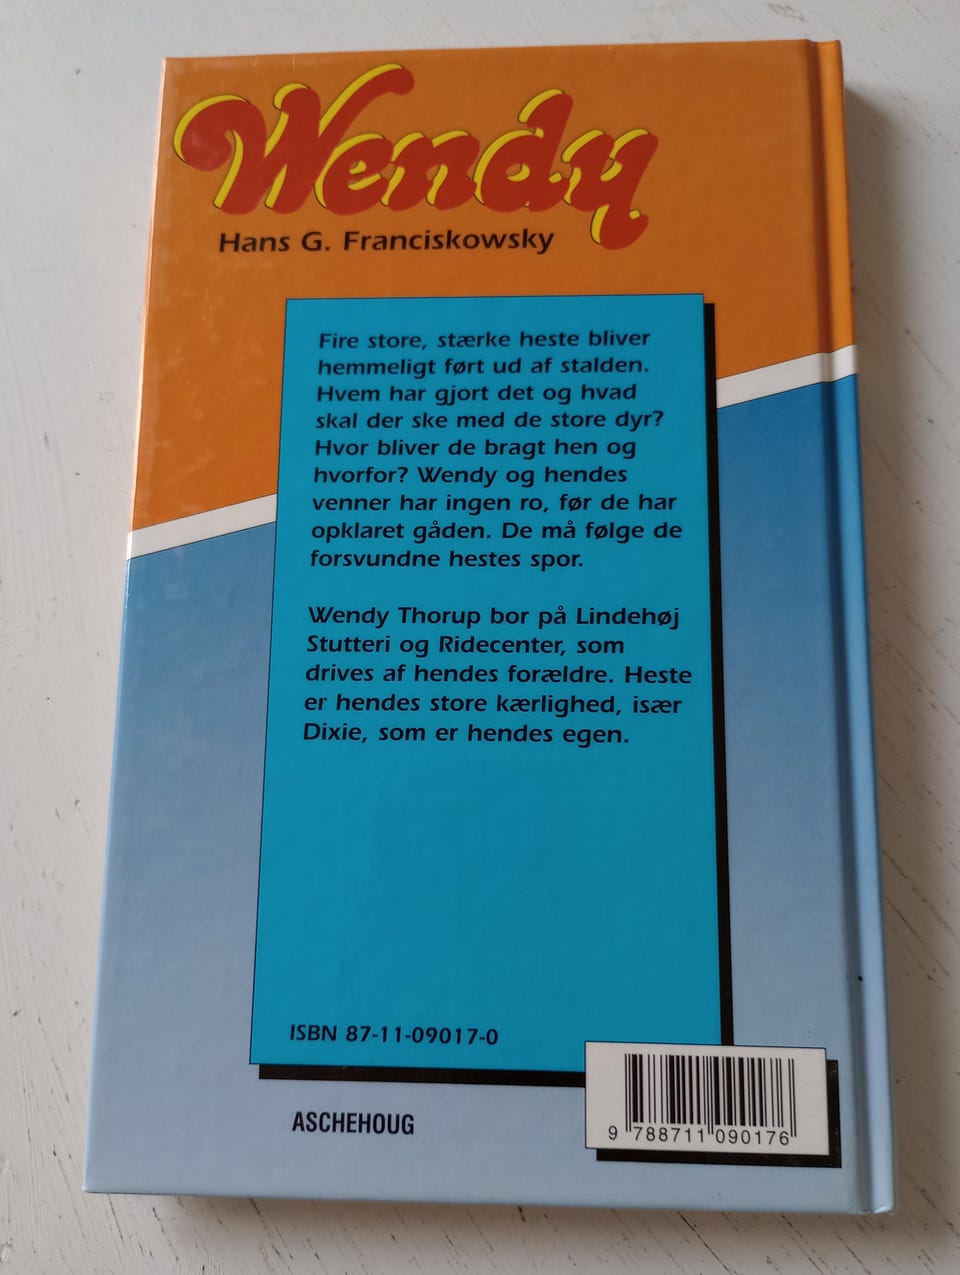 Wendy
Hans G. Franciskowsky
Fire store, stærke heste bliver
hemmeligt ført ud af stalden.
Hvem har gjort det og hvad
skal der ske med de store dyr?
Hvor bliver de bragt hen og
hvorfor? Wendy og hendes
venner har ingen ro, før de har
opklaret gåden. De må følge de
forsvundne hestes spor.
Wendy Thorup bor på Lindehøj
Stutteri og Ridecenter, som
drives af hendes forældre. Heste
er hendes store kærlighed, især
Dixie, som er hendes egen.
ISBN 87-11-09017-0
ASCHEHOUG
9 788711 090176